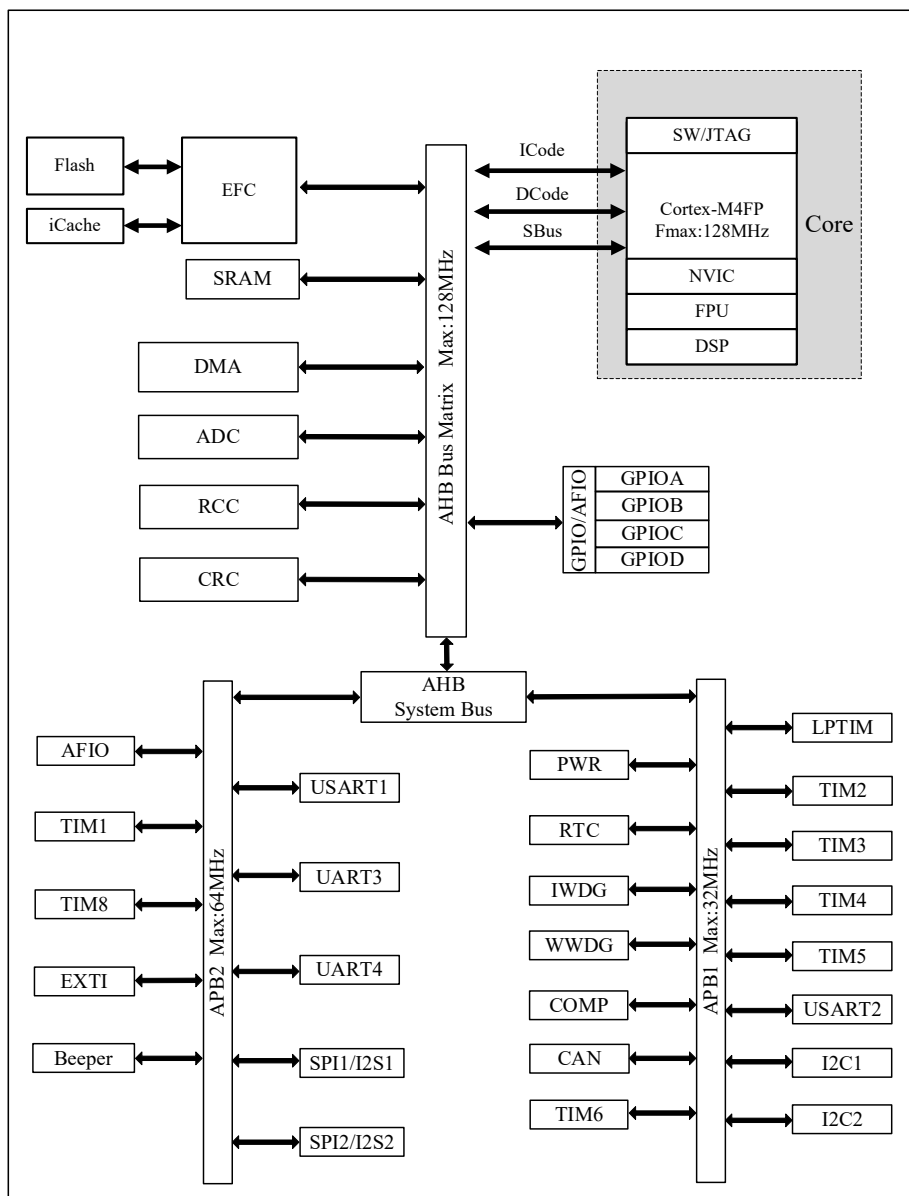 SW/JTAG
Flash
EFC
ICode
iCache
DCode
Cortex-M4FP
Fmax:128MHz
Core
SBus
SRAM
NVIC
FPU
DSP
DMA
AHB Bus Matrix Max:128MHz
ADC
RCC
CRC
GPIO/AFIO
GPIOA
GPIOB
GPIOC
GPIOD
AHB
System Bus
AFIO
TIM1
TIM8
EXTI
Beeper
APB2 Max:64MHz
USART1
UART3
UART4
SPI1/I2S1
SPI2/I2S2
PWR
RTC
IWDG
WWDG
COMP
CAN
TIM6
APB1 Max:32MHz
LPTIM
TIM2
TIM3
TIM4
TIM5
USART2
I2C1
I2C2